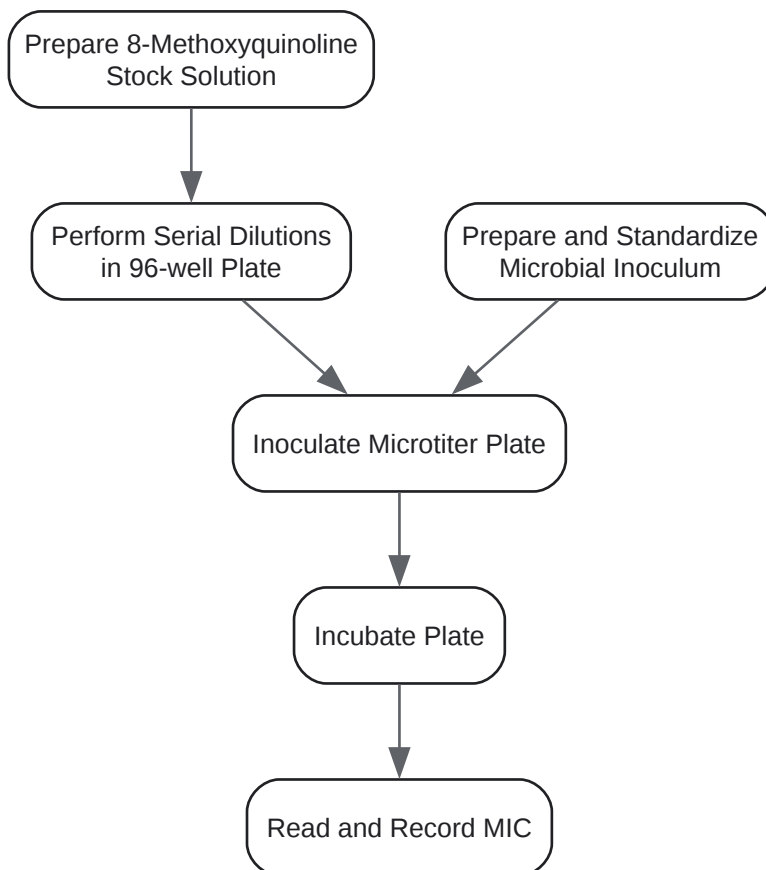 Prepare 8-Methoxyquinoline
Stock Solution
Perform Serial Dilutions
in 96-well Plate
Prepare and Standardize
Microbial Inoculum
Inoculate Microtiter Plate
Incubate Plate
Read and Record MIC